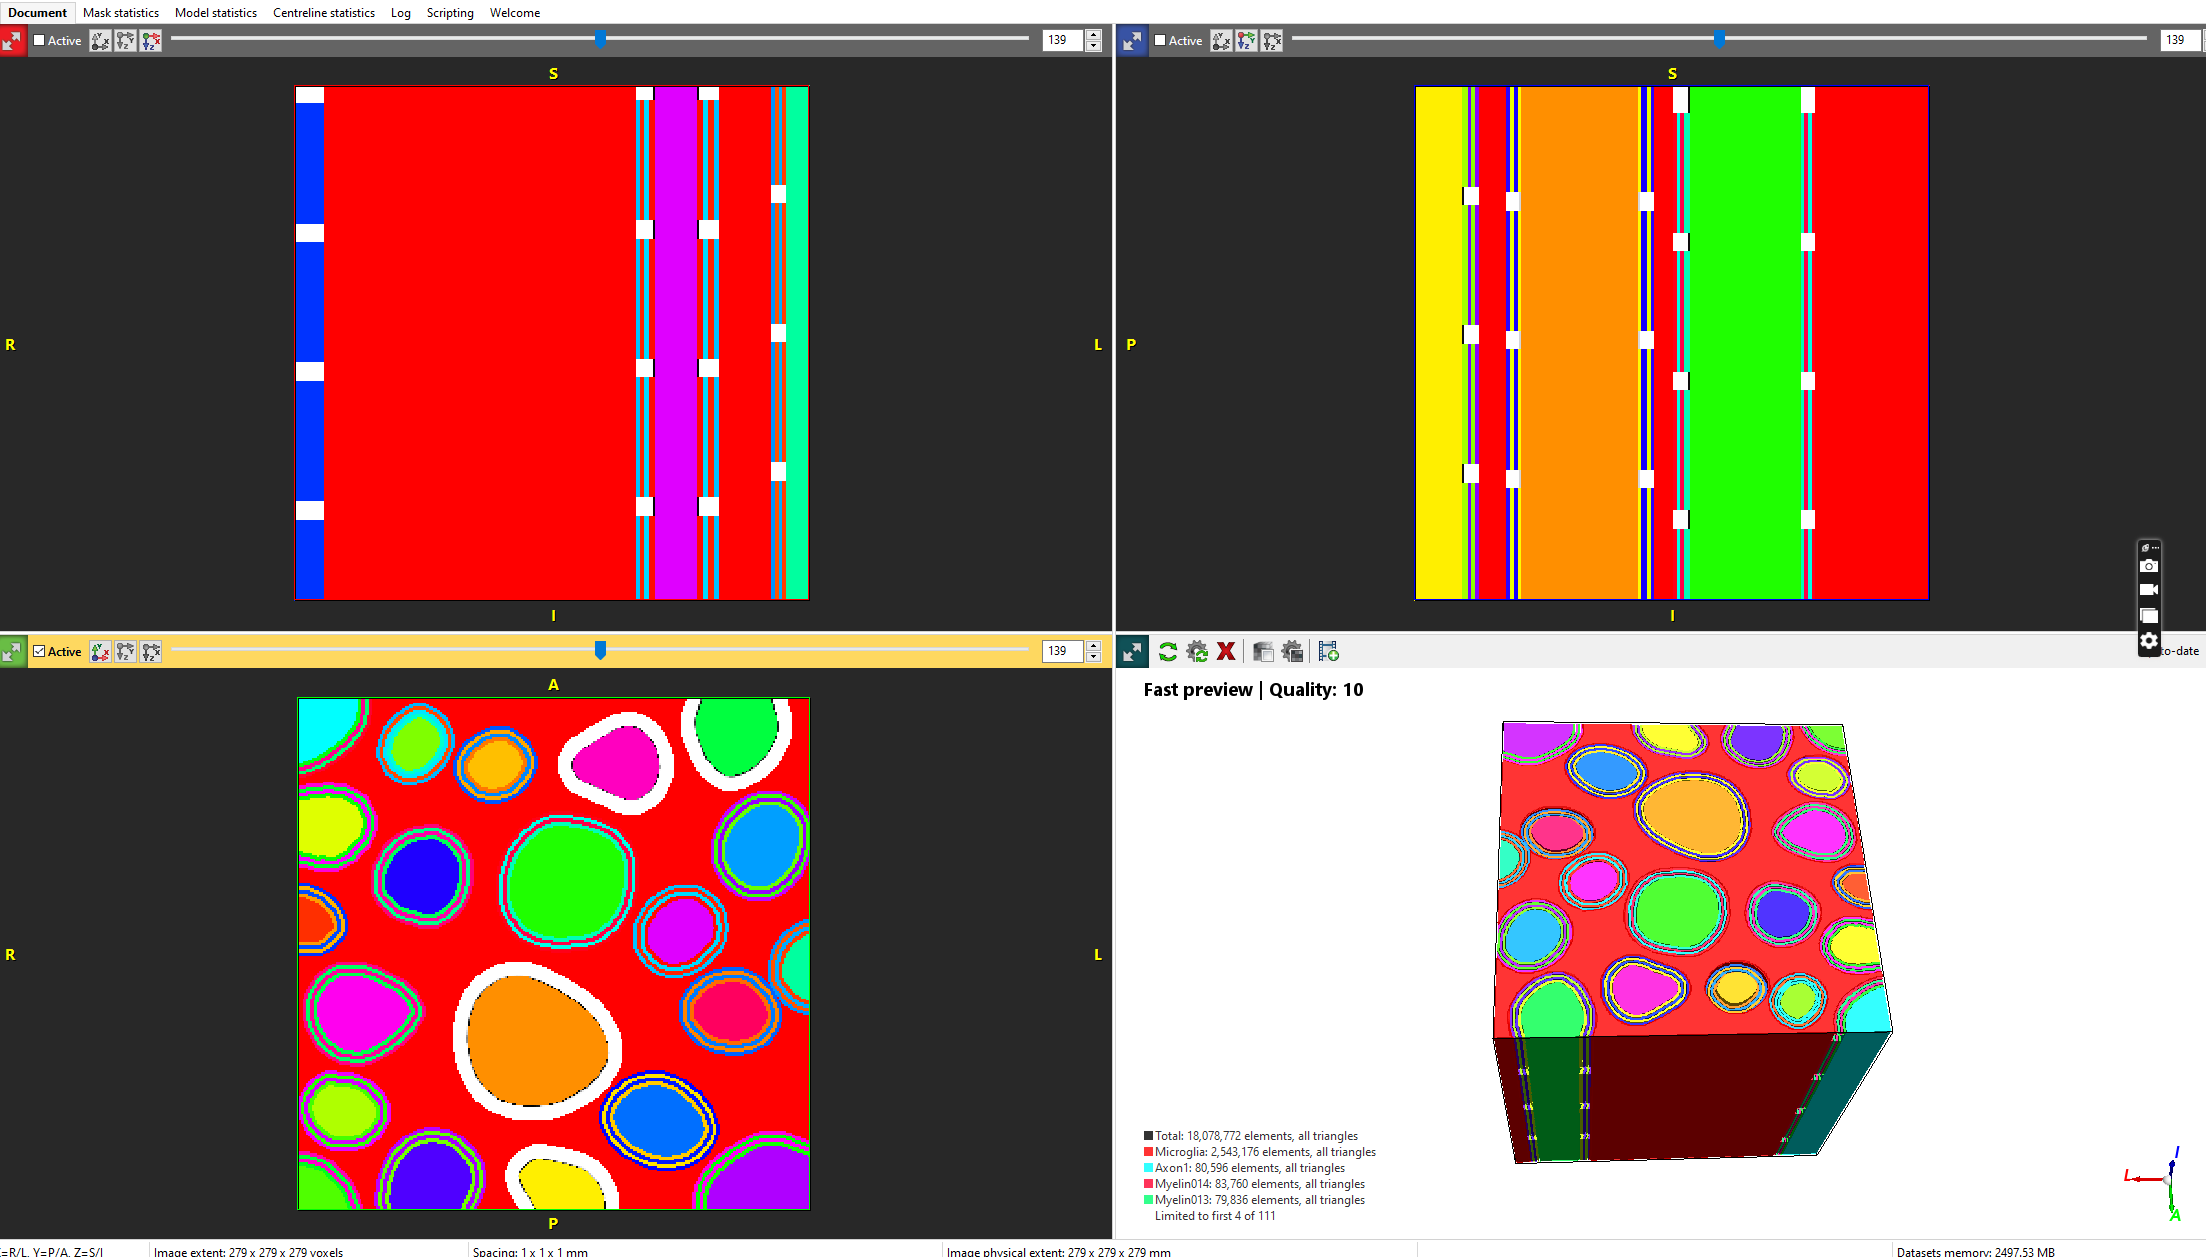 Document Mask statistics Model statistics Centreline statistics Log Scripting Welcome
Active 139
Active 139
S
S
R
L
P
I
I
Active 139
to-date
A
Fast preview | Quality: 10
R
L
Total: 18,078,772 elements, all triangles
Microglia: 2,543,176 elements, all triangles
Axon1: 80,596 elements, all triangles
Myelin014: 83,760 elements, all triangles
Myelin013: 79,836 elements, all triangles
Limited to first 4 of 111
I
L
A
P
=R/L, Y=P/A, Z=S/I Image extent: 279 x 279 x 279 voxels Spacing: 1 x 1 x 1 mm Image physical extent: 279 x 279 x 279 mm Datasets memory: 2497.53 MB